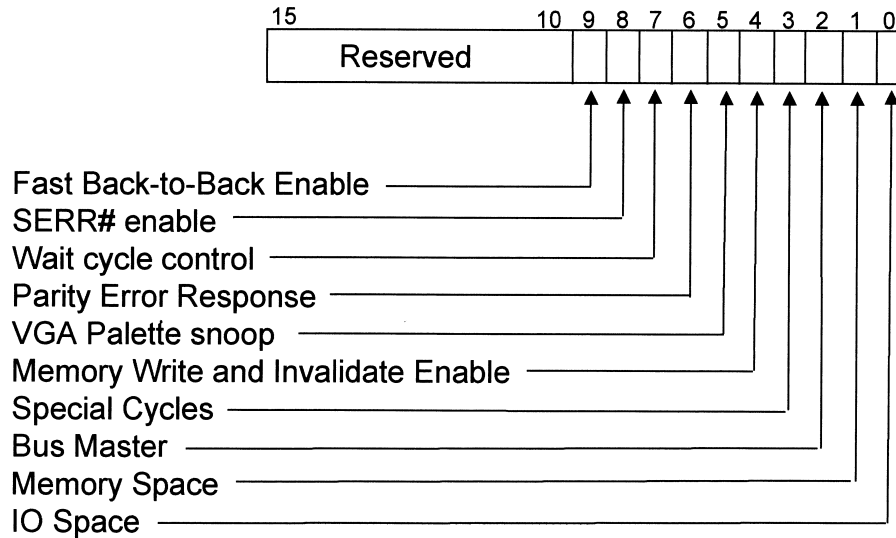 15 10 9 8 7 6 5 4 3 2 1 0
Reserved
Fast Back-to-Back Enable
SERR# enable
Wait cycle control
Parity Error Response
VGA Palette snoop
Memory Write and Invalidate Enable
Special Cycles
Bus Master
Memory Space
IO Space